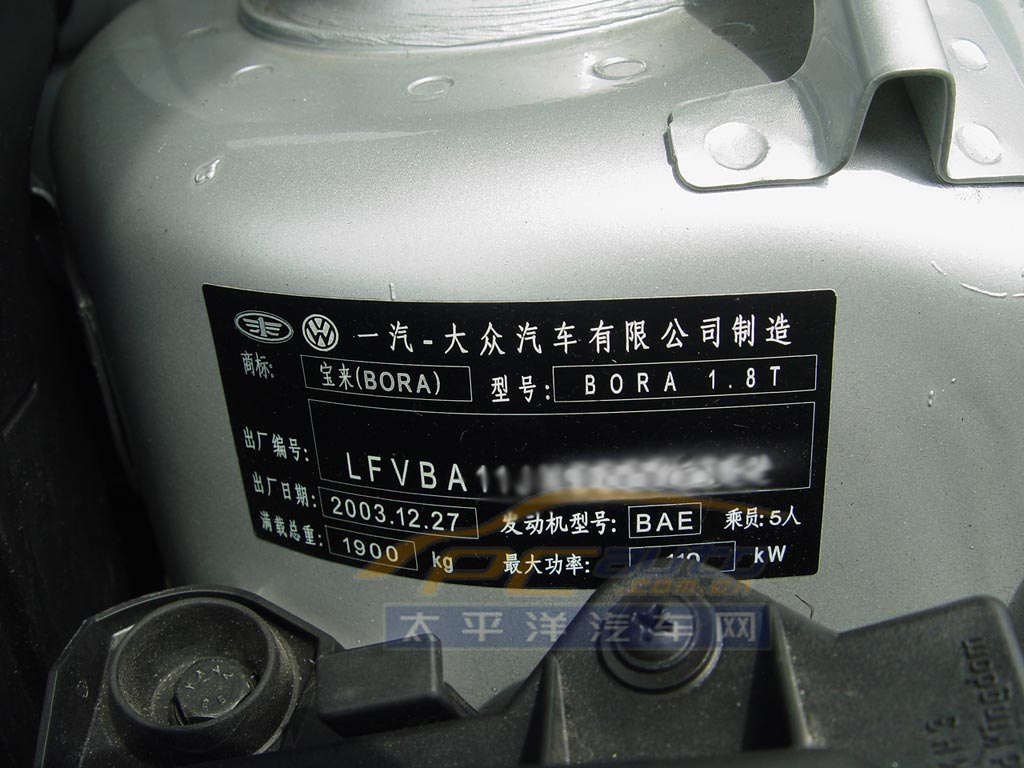 一汽-大众汽车有限公司制造
商标: 宝来(BORA) 型号: BORA 1.8T
出厂编号: LFVBA11J
出厂日期: 2003.12.27 发动机型号: BAE 乘员:5人
满载总重: 1900 kg 最大功率: kW
太平洋汽车网